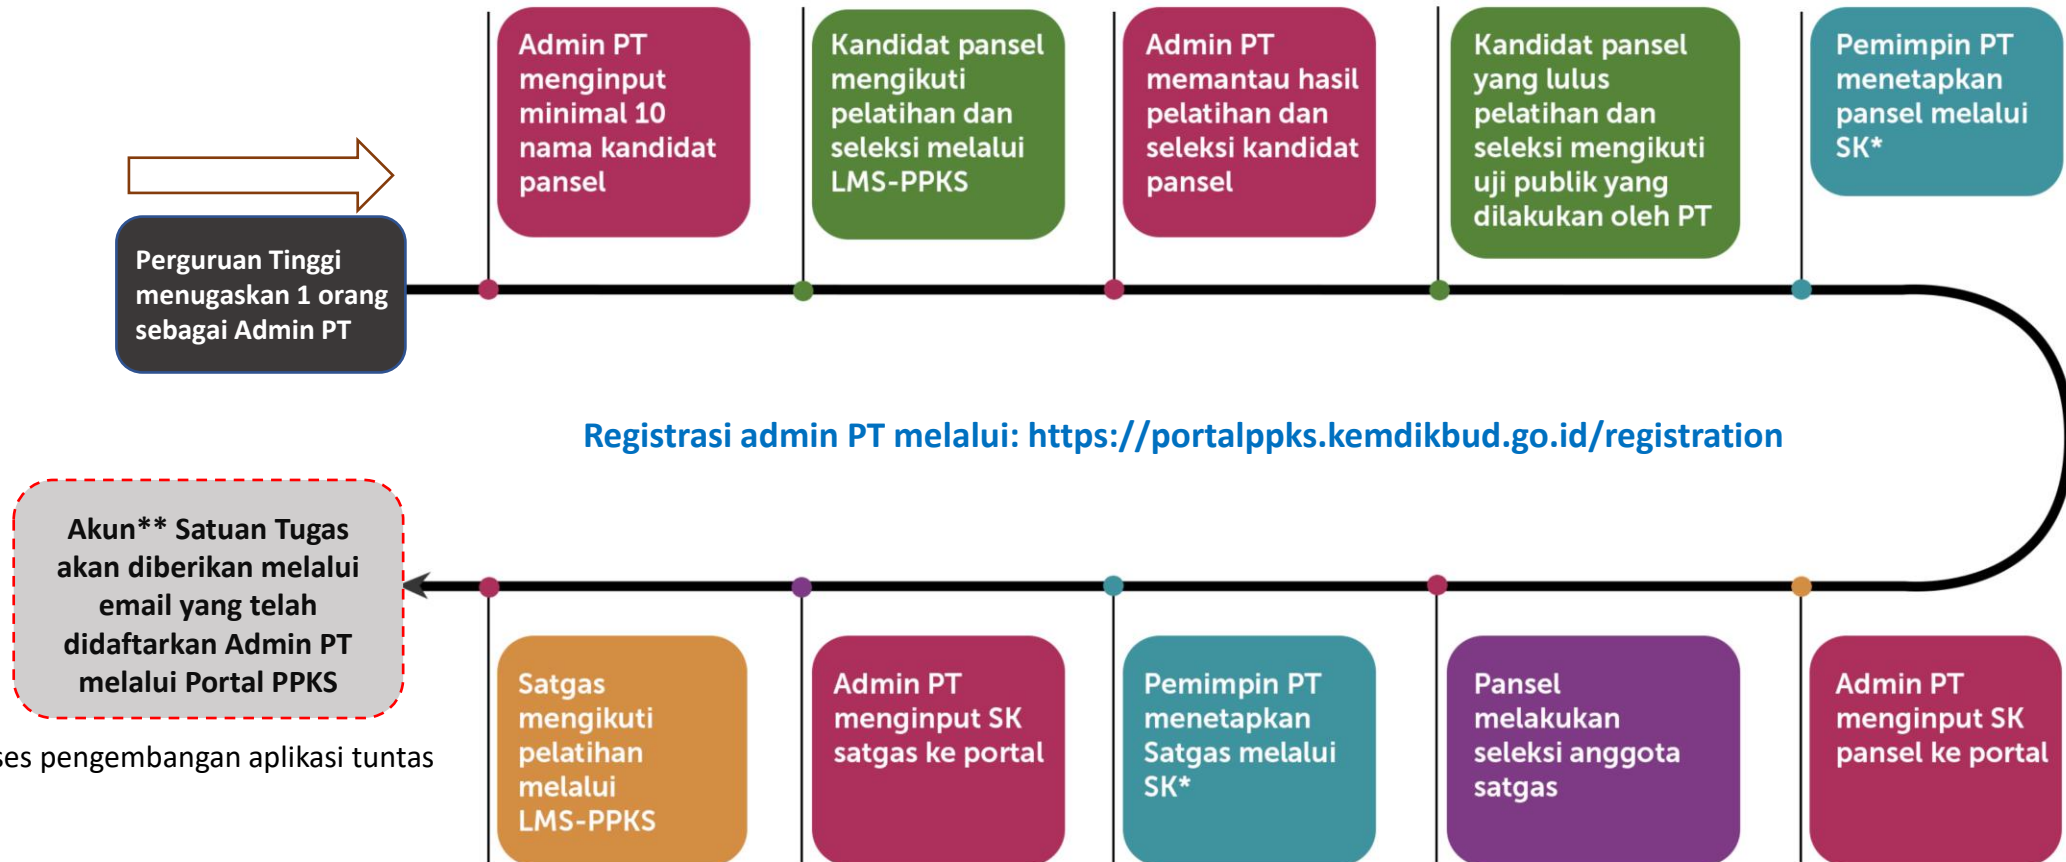 Perguruan Tinggi
menugaskan 1 orang
sebagai Admin PT
Admin PT
menginput
minimal 10
nama kandidat
pansel
Kandidat pansel
mengikuti
pelatihan dan
seleksi melalui
LMS-PPKS
Admin PT
memantau hasil
pelatihan dan
seleksi kandidat
pansel
Kandidat pansel
yang lulus
pelatihan dan
seleksi mengikuti
uji publik yang
dilakukan oleh PT
Pemimpin PT
menetapkan
pansel melalui
SK*
Registrasi admin PT melalui: https://portalppks.kemdikbud.go.id/registration
Admin PT
menginput SK
pansel ke portal
Pansel
melakukan
seleksi anggota
satgas
Pemimpin PT
menetapkan
Satgas melalui
SK*
Admin PT
menginput SK
satgas ke portal
Satgas
mengikuti
pelatihan
melalui
LMS-PPKS
Akun** Satuan Tugas
akan diberikan melalui
email yang telah
didaftarkan Admin PT
melalui Portal PPKS
pengembangan aplikasi tuntas